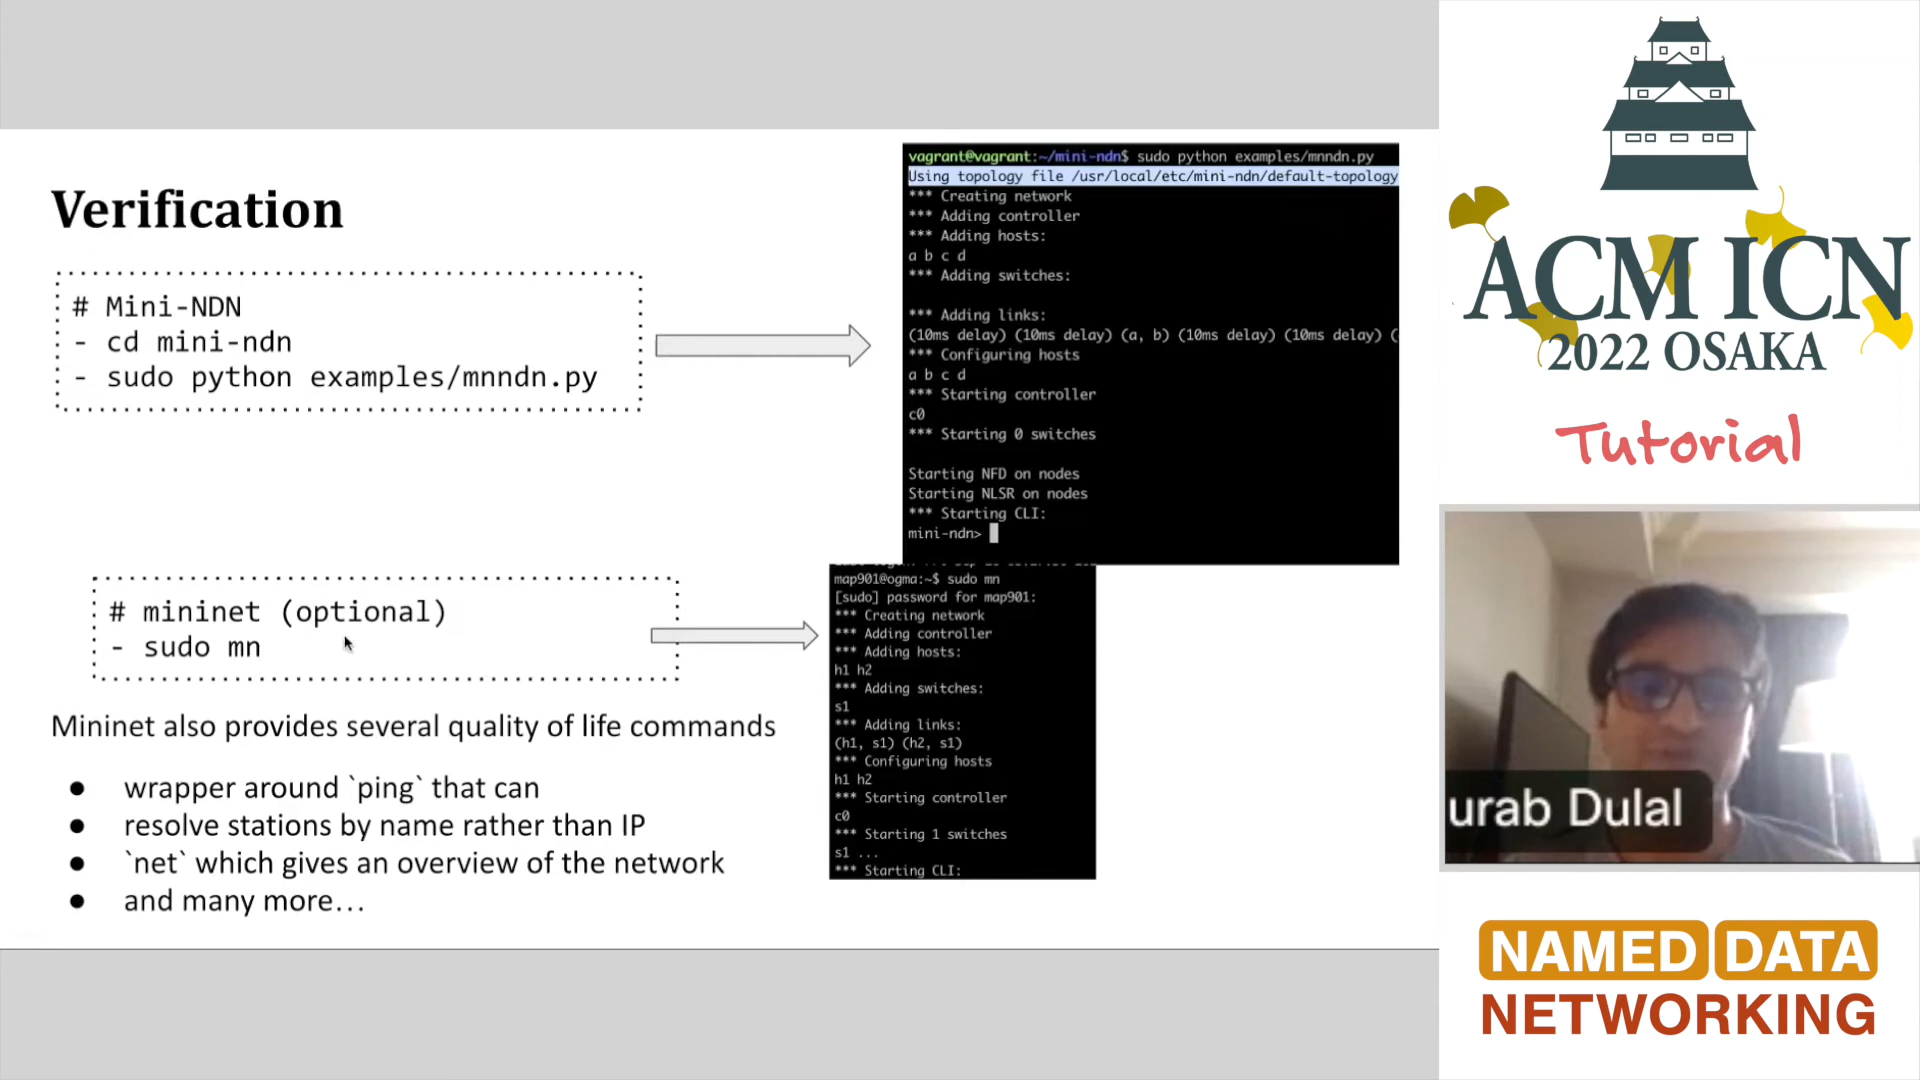 Verification
# Mini-NDN
- cd mini-ndn
- sudo python examples/mnndn.py
# mininet (optional)
- sudo mn
Mininet also provides several quality of life commands
● wrapper around `ping` that can
● resolve stations by name rather than IP
● `net` which gives an overview of the network
● and many more...
vagrant@vagrant:~/mini-ndn$ sudo python examples/mnndn.py
Using topology file /usr/local/etc/mini-ndn/default-topology
*** Creating network
*** Adding controller
*** Adding hosts:
a b c d
*** Adding switches:
*** Adding links:
(10ms delay) (10ms delay) (a, b) (10ms delay) (10ms delay) (
*** Configuring hosts
a b c d
*** Starting controller
c0
*** Starting 0 switches
Starting NFD on nodes
Starting NLSR on nodes
*** Starting CLI:
mini-ndn>
map901@ogma:~$ sudo mn
[sudo] password for map901:
*** Creating network
*** Adding controller
*** Adding hosts:
h1 h2
*** Adding switches:
s1
*** Adding links:
(h1, s1) (h2, s1)
*** Configuring hosts
h1 h2
*** Starting controller
c0
*** Starting 1 switches
s1 ...
*** Starting CLI:
ACM ICN
2022 OSAKA
Tutorial
urab Dulal
NAMED DATA
NETWORKING